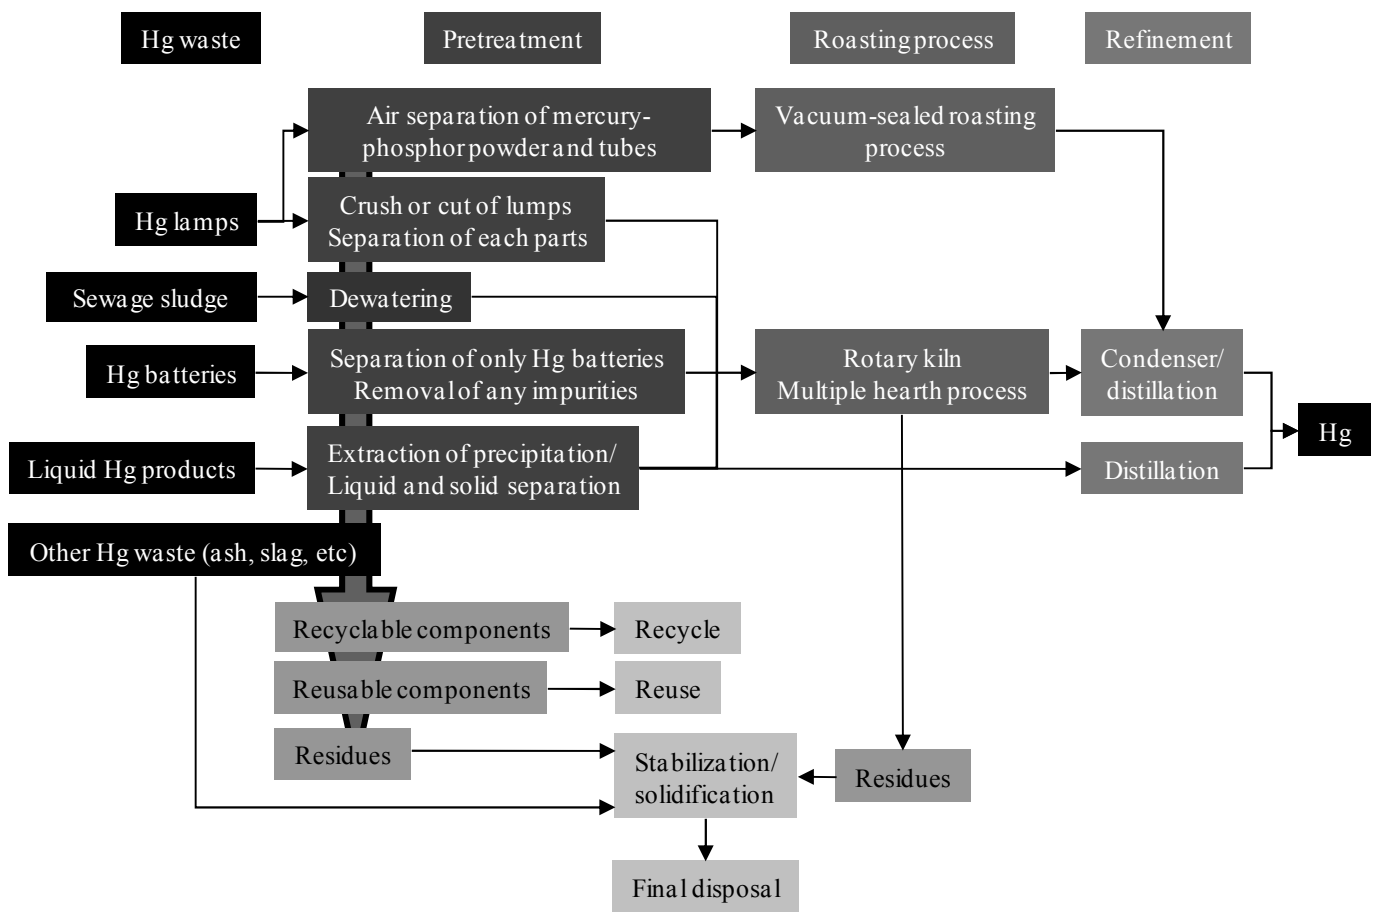 Hg waste
Pretreatment
Roasting process
Refinement
Air separation of mercury-
phosphor powder and tubes
Vacuum-sealed roasting
process
Hg lamps
Crush or cut of lumps
Separation of each parts
Sewage sludge
Dewatering
Hg batteries
Separation of only Hg batteries
Removal of any impurities
Rotary kiln
Multiple hearth process
Condenser/
distillation
Hg
Liquid Hg products
Extraction of precipitation/
Liquid and solid separation
Distillation
Other Hg waste (ash, slag, etc)
Recyclable components
Recycle
Reusable components
Reuse
Residues
Stabilization/
solidification
Residues
Final disposal